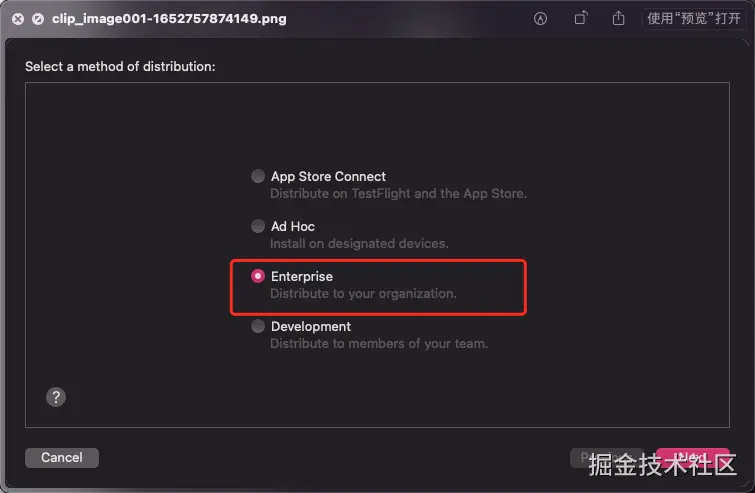 clip_image001-1652757874149.png
使用“预览”打开
Select a method of distribution:
App Store Connect
Distribute on TestFlight and the App Store.
Ad Hoc
Install on designated devices.
Enterprise
Distribute to your organization.
Development
Distribute to members of your team.
?
Cancel
掘金技术社区